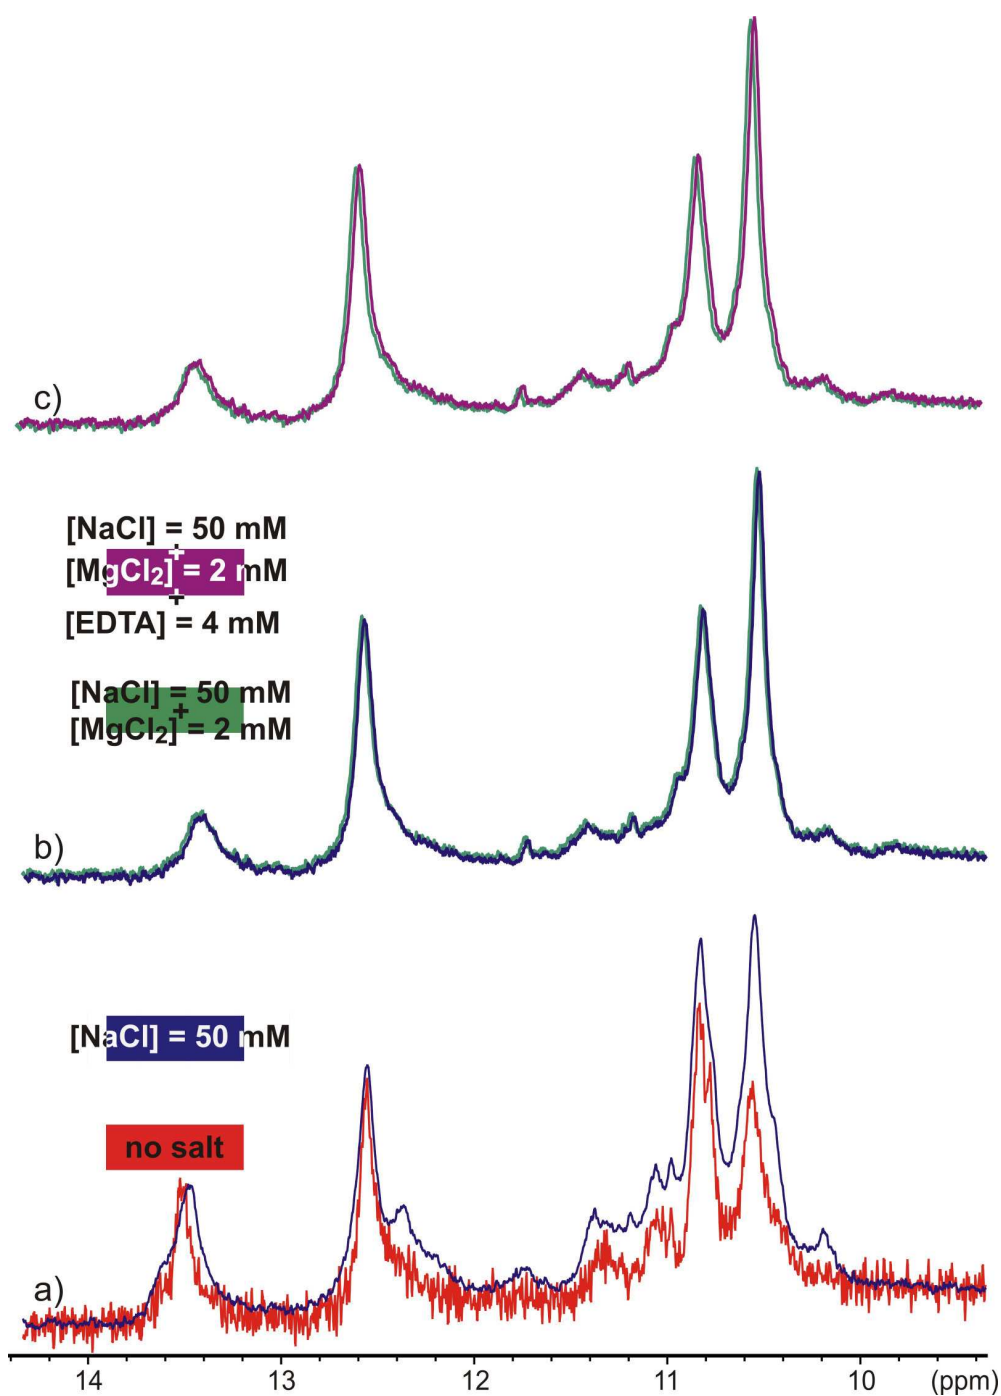 c)
[NaCl] = 50 mM
+
[MgCl2] = 2 mM
+
[EDTA] = 4 mM
[NaCl] = 50 mM
+
[MgCl2] = 2 mM
b)
[NaCl] = 50 mM
no salt
a)
14 13 12 11 10 (ppm)